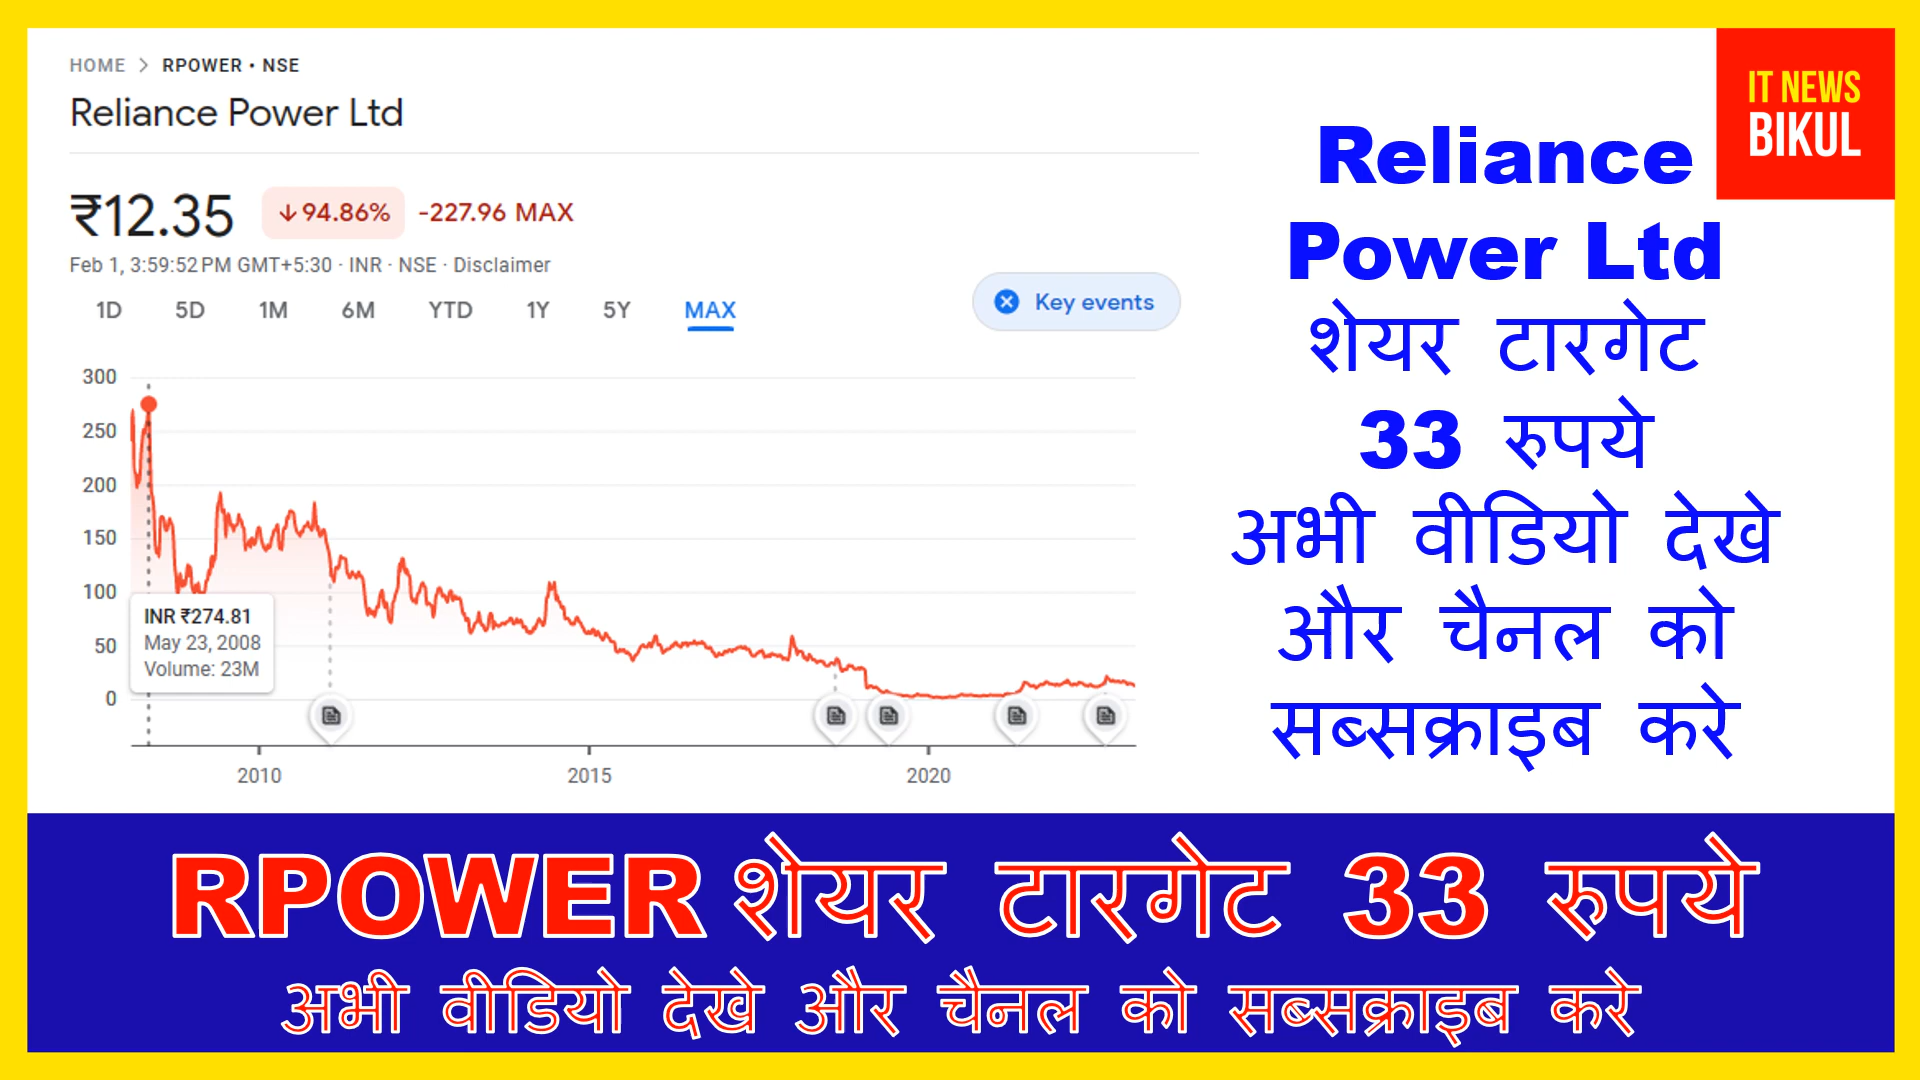 HOME > RPOWER • NSE
Reliance Power Ltd
₹12.35 ↓94.86% -227.96 MAX
Feb 1, 3:59:52 PM GMT+5:30 · INR · NSE · Disclaimer
1D 5D 1M 6M YTD 1Y 5Y MAX
Key events
300
250
200
150
100
50
0
INR ₹274.81
May 23, 2008
Volume: 23M
2010 2015 2020
IT NEWS
BIKUL
Reliance
Power Ltd
शेयर टारगेट
33 रुपये
अभी वीडियो देखे
और चैनल को
सब्सक्राइब करे
RPOWER शेयर टारगेट 33 रुपये
अभी वीडियो देखे और चैनल को सब्सक्राइब करे